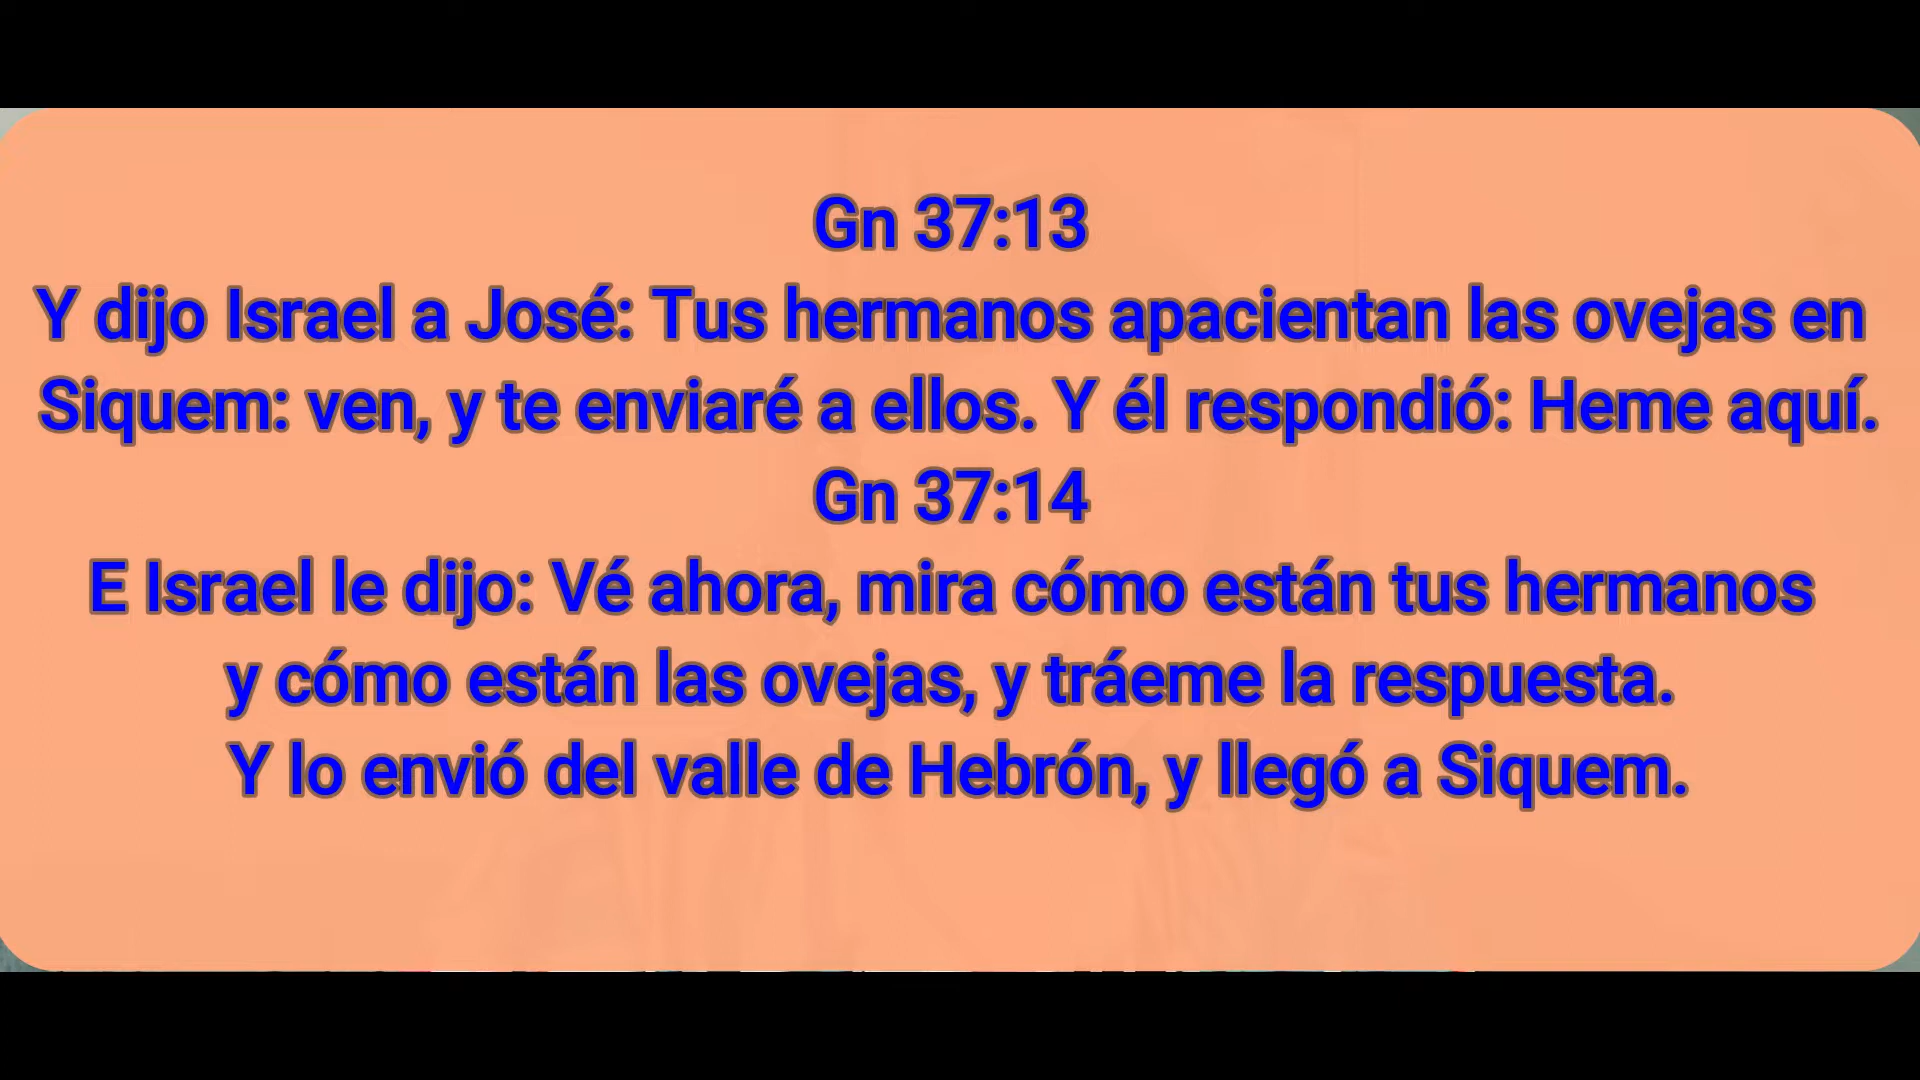 Gn 37:13
Y dijo Israel a José: Tus hermanos apacientan las ovejas en
Siquem: ven, y te enviaré a ellos. Y él respondió: Heme aquí.
Gn 37:14
E Israel le dijo: Vé ahora, mira cómo están tus hermanos
y cómo están las ovejas, y tráeme la respuesta.
Y lo envió del valle de Hebrón, y llegó a Siquem.